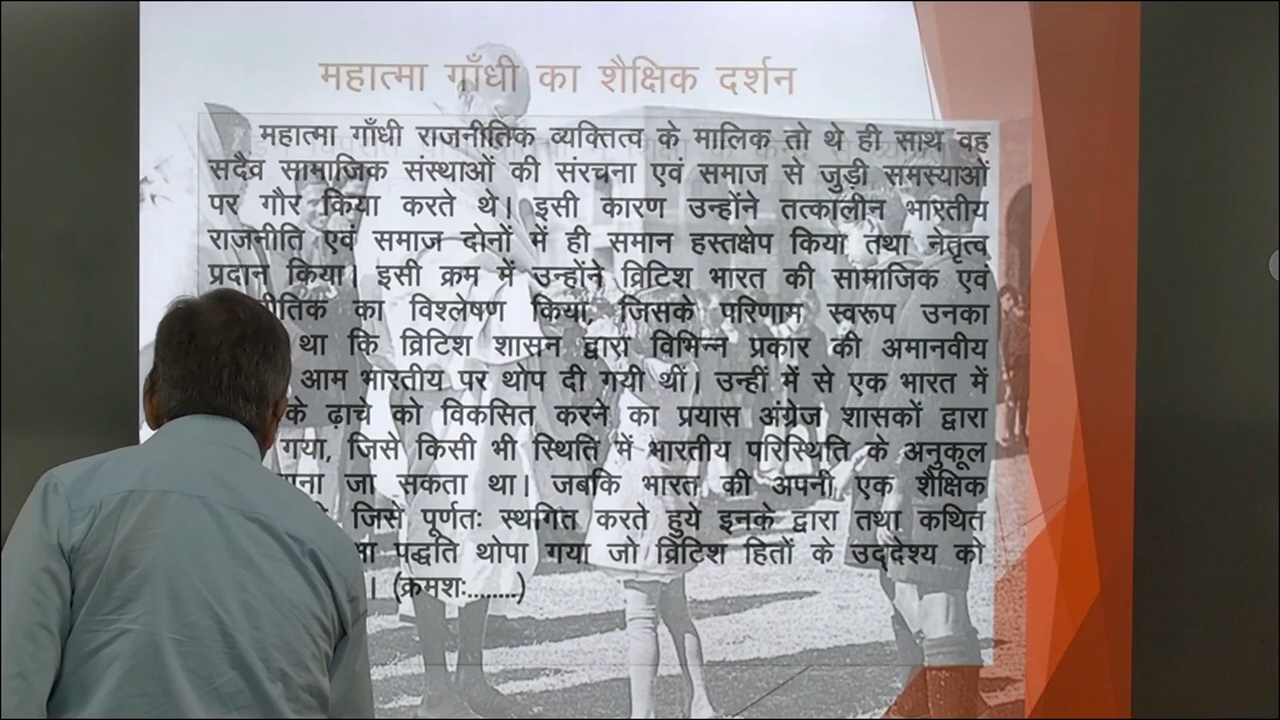 महात्मा गाँधी का शैक्षिक दर्शन
महात्मा गाँधी राजनीतिक व्यक्तित्व के मालिक तो थे ही साथ वह
सदैव सामाजिक संस्थाओं की संरचना एवं समाज से जुड़ी समस्याओं
पर गौर किया करते थे। इसी कारण उन्होंने तत्कालीन भारतीय
राजनीति एवं समाज दोनों में ही समान हस्तक्षेप किया तथा नेतृत्व
प्रदान किया। इसी क्रम में उन्होंने व्रिटिश भारत की सामाजिक एवं
का विश्लेषण किया, जिसके परिणाम स्वरूप उनका
था कि व्रिटिश शासन द्वारा विभिन्न प्रकार की अमानवीय
आम भारतीय पर थोप दी गयी थीं। उन्हीं में से एक भारत में
के ढ़ाचे को विकसित करने का प्रयास अंग्रेज शासकों द्वारा
गया, जिसे किसी भी स्थिति में भारतीय परिस्थिति के अनुकूल
जा सकता था। जबकि भारत की अपनी एक शैक्षिक
जिसे पूर्णतः स्थगित करते हुये इनके द्वारा तथा कथित
पद्धति थोपा गया जो व्रिटिश हितों के उद्देश्य को
। (क्रमशः........)